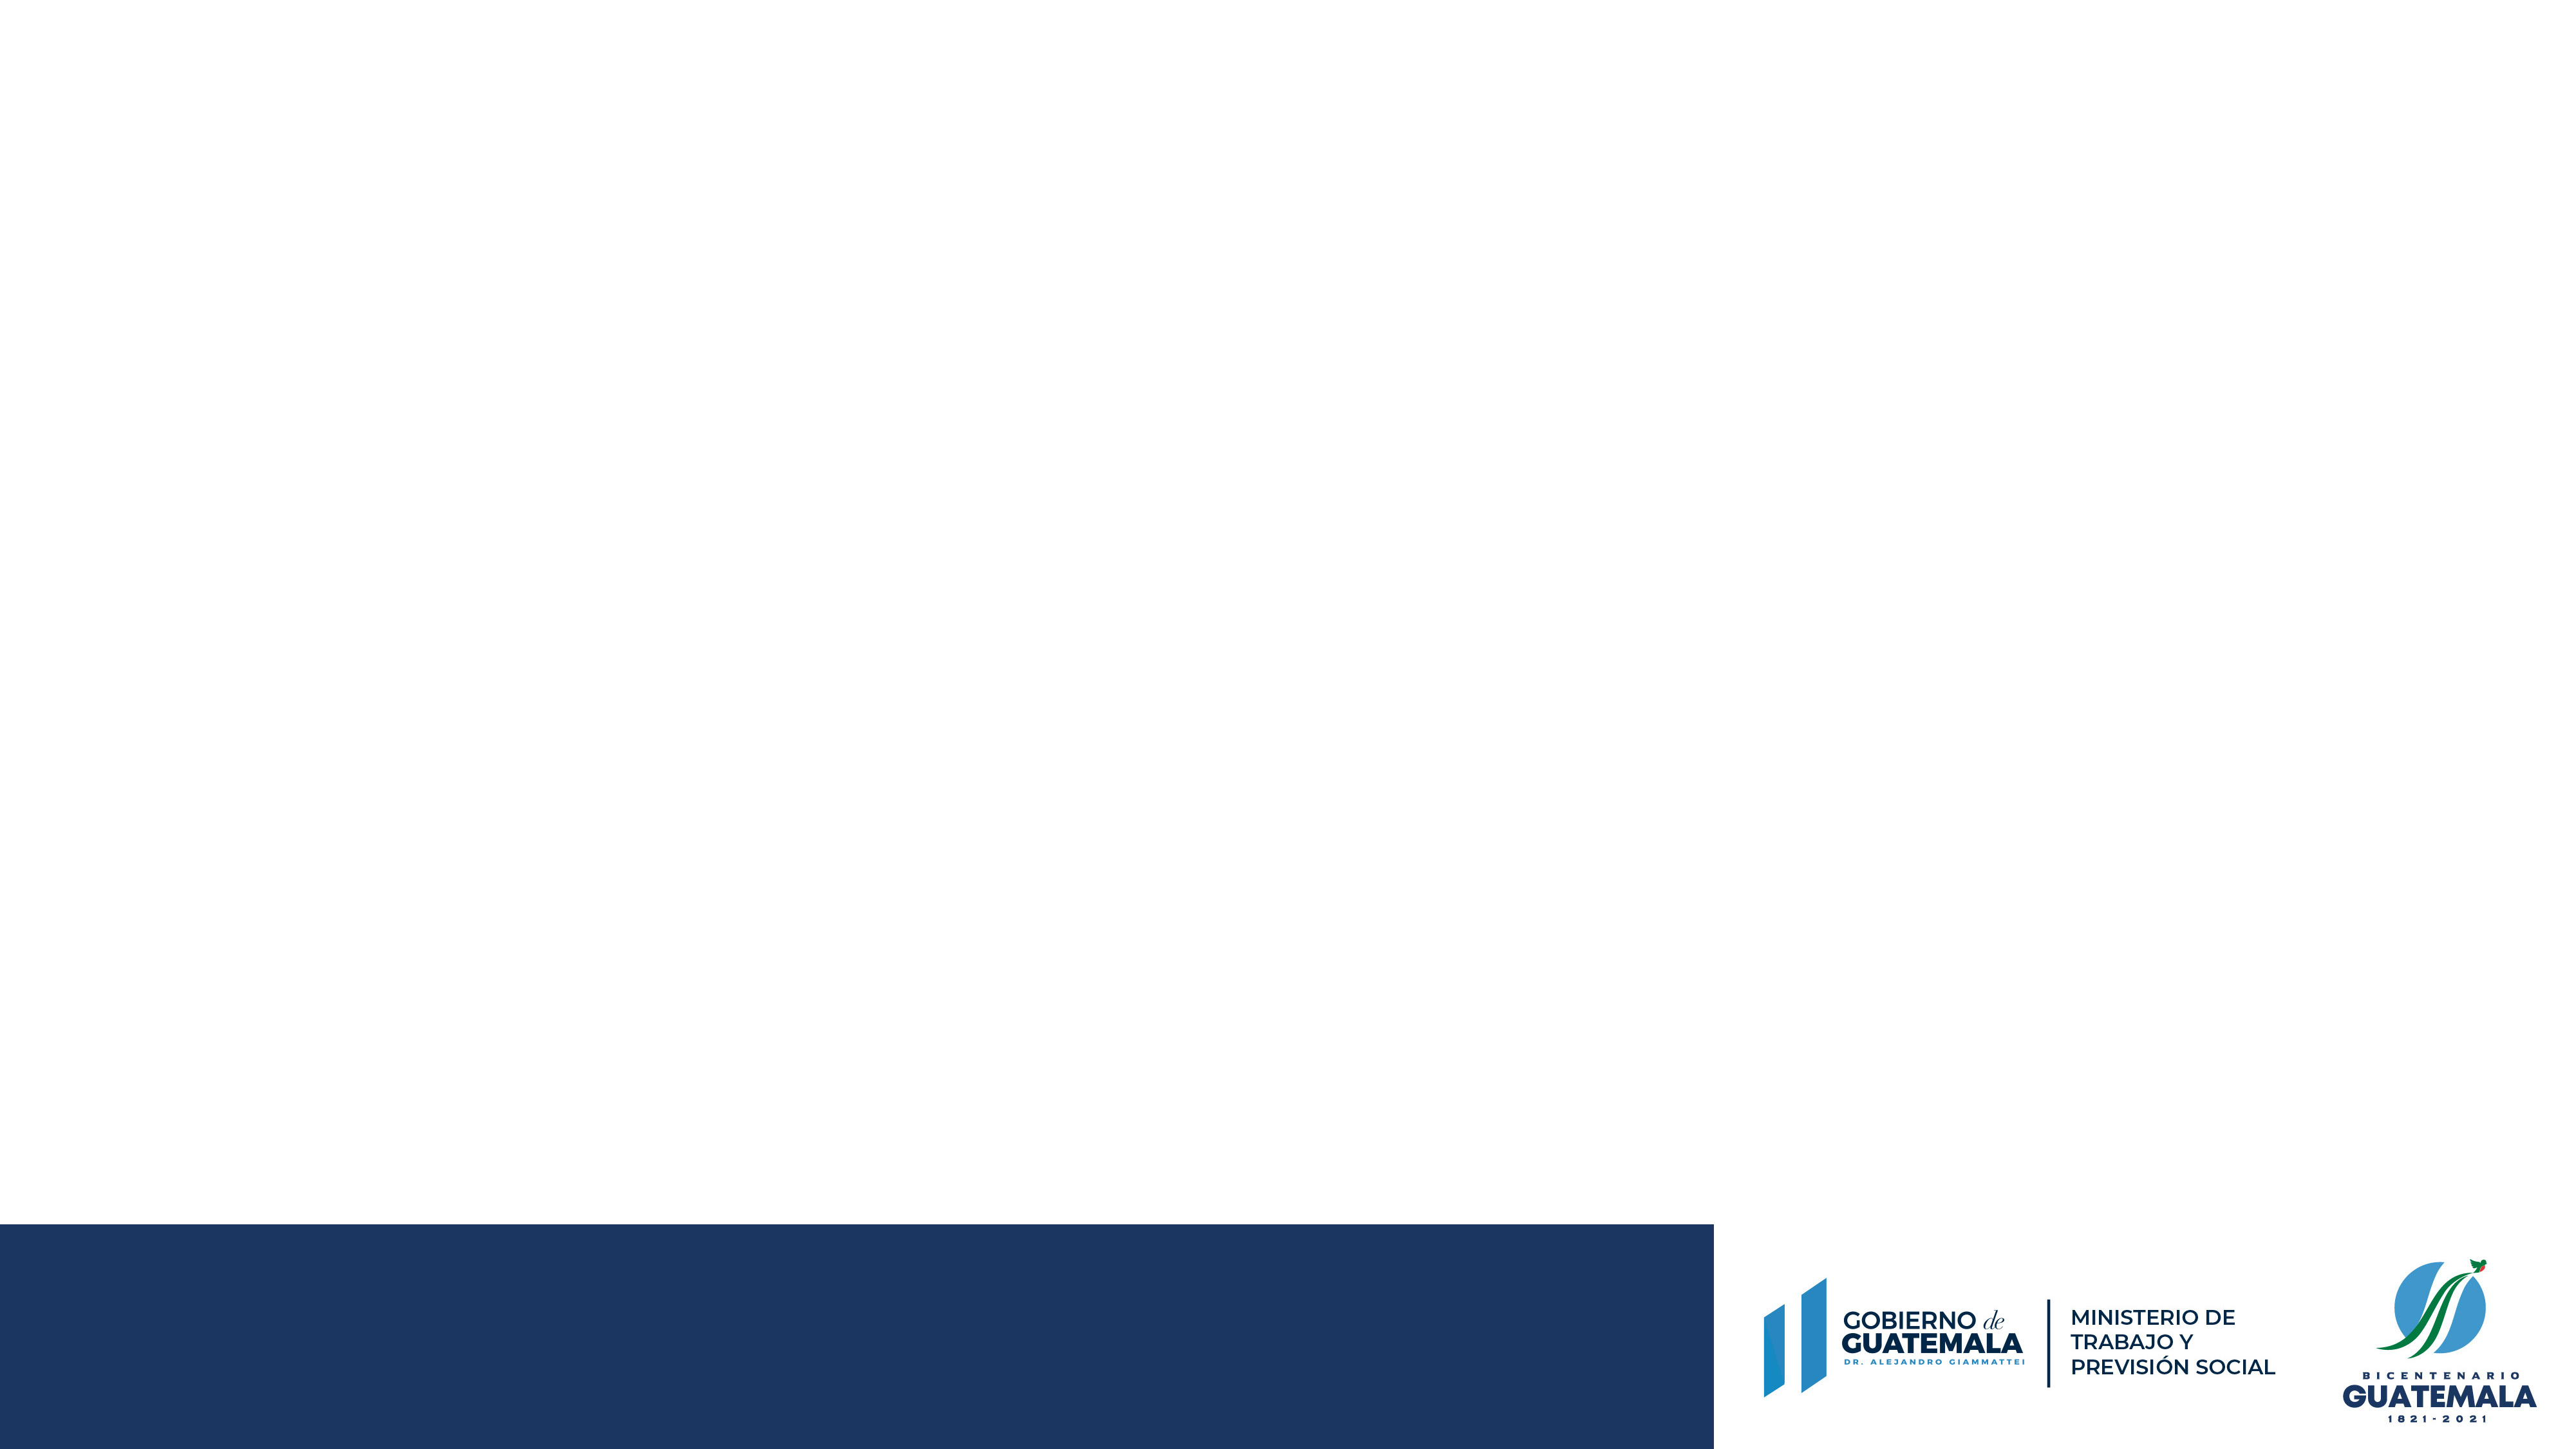 GOBIERNO de
GUATEMALA
DR. ALEJANDRO GIAMMATTEI
MINISTERIO DE
TRABAJO Y
PREVISIÓN SOCIAL
BICENTENARIO
GUATEMALA
1821-2021